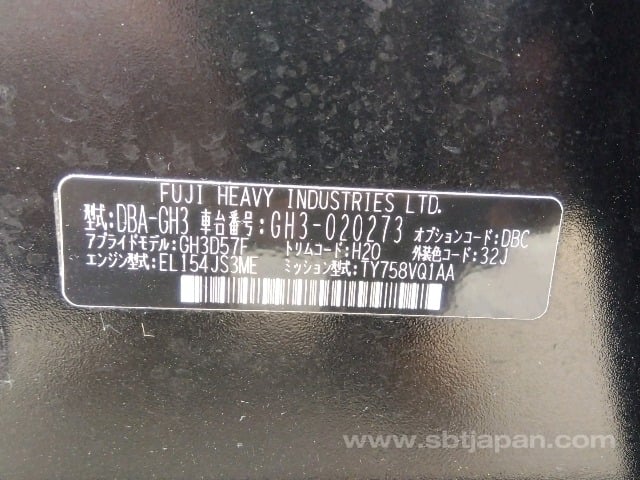 FUJI HEAVY INDUSTRIES LTD.
型式:DBA-GH3 車台番号:GH3-020273 オプションコード:DBC
アプライドモデル:GH3D57F トリムコード:H20 外装色コード:32J
エンジン型式:EL154JS3ME ミッション型式:TY758VQ1AA
www.sbtjapan.com